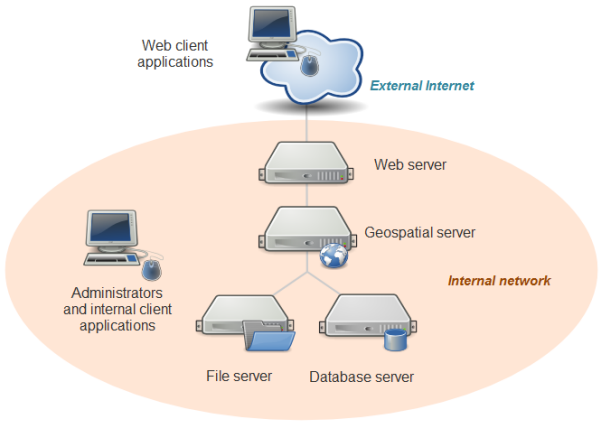 Web client
applications
External Internet
Web server
Geospatial server
Internal network
Administrators
and internal client
applications
File server
Database server